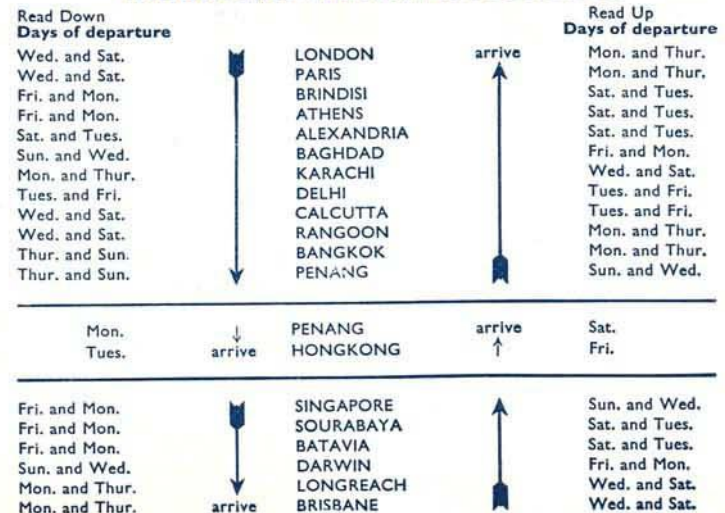 Read Down Read Up
Days of departure Days of departure
Wed. and Sat. LONDON arrive Mon. and Thur.
Wed. and Sat. PARIS Mon. and Thur.
Fri. and Mon. BRINDISI Sat. and Tues.
Fri. and Mon. ATHENS Sat. and Tues.
Sat. and Tues. ALEXANDRIA Sat. and Tues.
Sun. and Wed. BAGHDAD Fri. and Mon.
Mon. and Thur. KARACHI Wed. and Sat.
Tues. and Fri. DELHI Tues. and Fri.
Wed. and Sat. CALCUTTA Tues. and Fri.
Wed. and Sat. RANGOON Mon. and Thur.
Thur. and Sun. BANGKOK Mon. and Thur.
Thur. and Sun. PENANG Sun. and Wed.
Mon. PENANG arrive Sat.
Tues. arrive HONGKONG Fri.
Fri. and Mon. SINGAPORE Sun. and Wed.
Fri. and Mon. SOURABAYA Sat. and Tues.
Fri. and Mon. BATAVIA Sat. and Tues.
Sun. and Wed. DARWIN Fri. and Mon.
Mon. and Thur. LONGREACH Wed. and Sat.
Mon. and Thur. arrive BRISBANE Wed. and Sat.